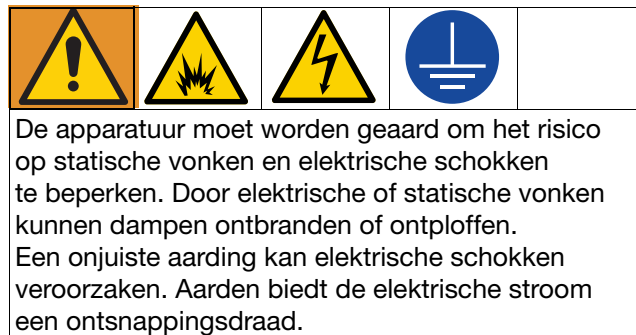 De apparatuur moet worden geaard om het risico
op statische vonken en elektrische schokken
te beperken. Door elektrische of statische vonken
kunnen dampen ontbranden of ontploffen.
Een onjuiste aarding kan elektrische schokken
veroorzaken. Aarden biedt de elektrische stroom
een ontsnappingsdraad.